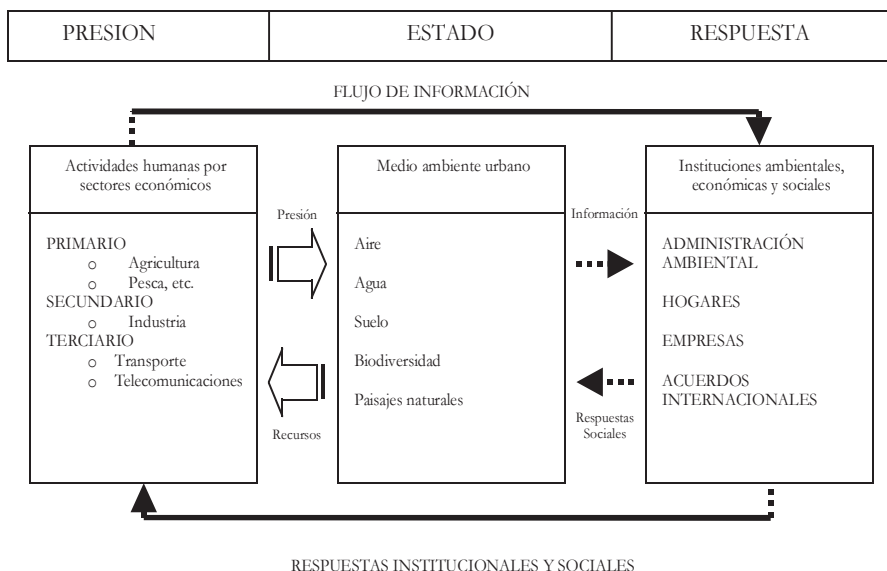 PRESION
ESTADO
RESPUESTA
FLUJO DE INFORMACIÓN
Actividades humanas por
sectores económicos
PRIMARIO
o Agricultura
o Pesca, etc.
SECUNDARIO
o Industria
TERCIARIO
o Transporte
o Telecomunicaciones
Presión
Recursos
Medio ambiente urbano
Aire
Agua
Suelo
Biodiversidad
Paisajes naturales
Información
Respuestas
Sociales
Instituciones ambientales,
económicas y sociales
ADMINISTRACIÓN
AMBIENTAL
HOGARES
EMPRESAS
ACUERDOS
INTERNACIONALES
RESPUESTAS INSTITUCIONALES Y SOCIALES